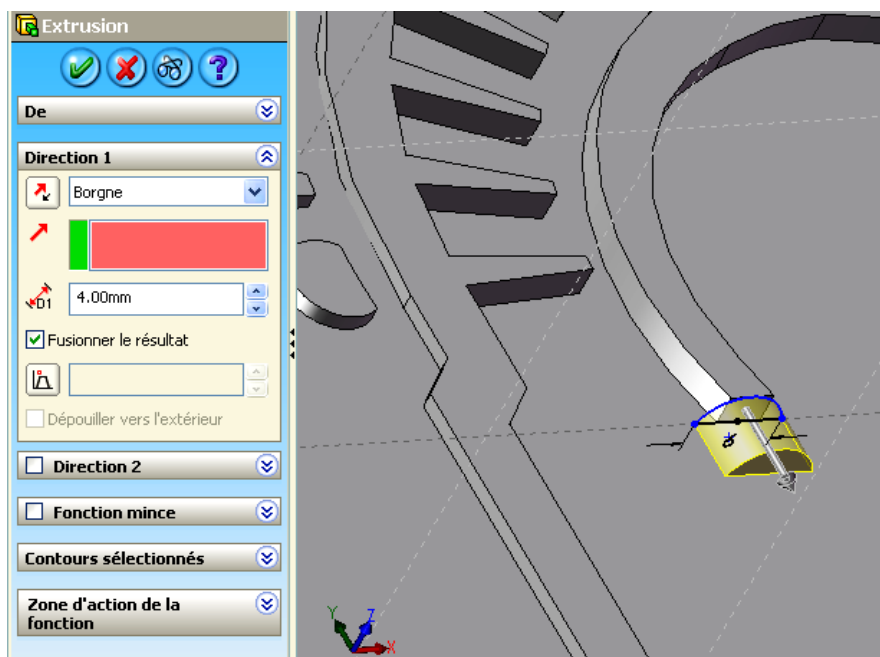 Extrusion
?
De
Direction 1
Borgne
D1
4.00mm
Fusionner le résultat
Dépouiller vers l'extérieur
Direction 2
Fonction mince
Contours sélectionnés
Zone d'action de la
fonction
Y
Z
X